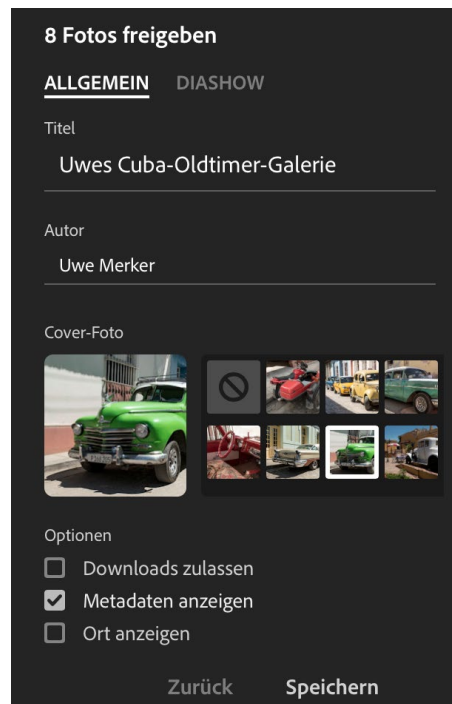 8 Fotos freigeben
ALLGEMEIN DIASHOW
Titel
Uwes Cuba-Oldtimer-Galerie
Autor
Uwe Merker
Cover-Foto
Optionen
Downloads zulassen
Metadaten anzeigen
Ort anzeigen
Zurück Speichern